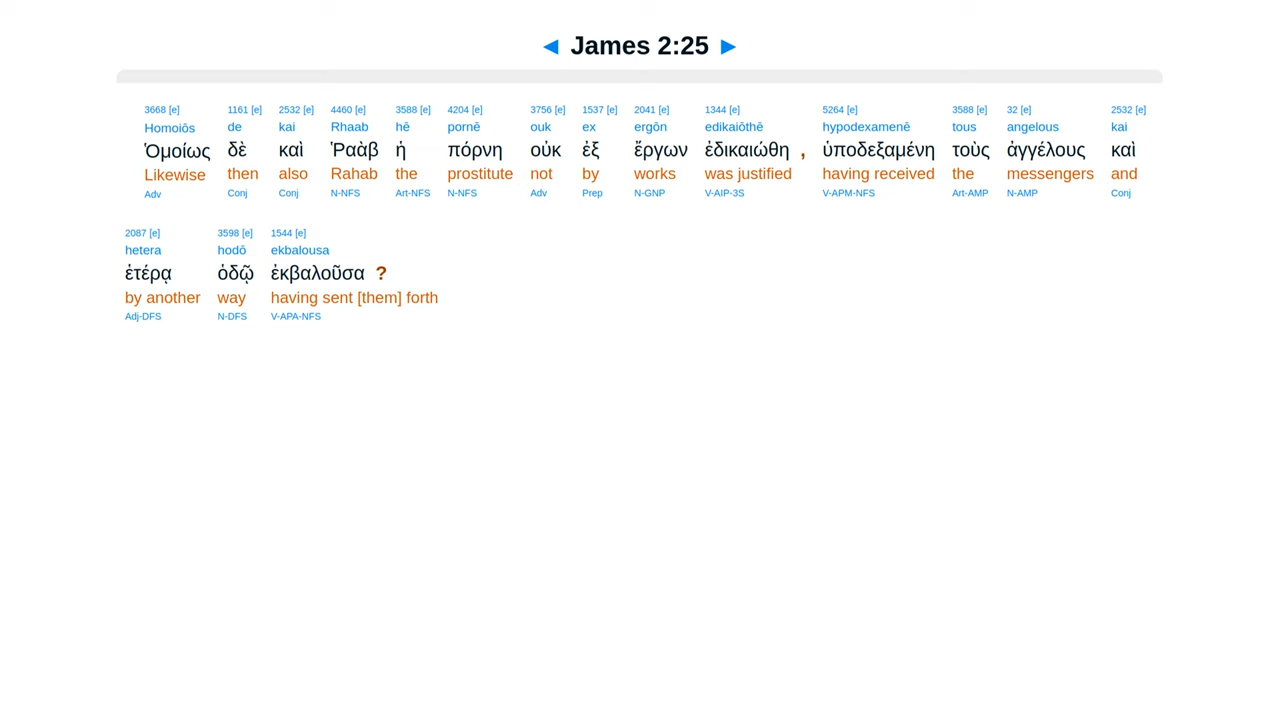 ◄ James 2:25 ►
3668 [e] 1161 [e] 2532 [e] 4460 [e] 3588 [e] 4204 [e] 3756 [e] 1537 [e] 2041 [e] 1344 [e] 5264 [e] 3588 [e] 32 [e] 2532 [e]
Homoiōs de kai Rhaab hē pornē ouk ex ergōn edikaiōthē hypodexamenē tous angelous kai
Ὁμοίως δὲ καὶ Ῥαὰβ ἡ πόρνη οὐκ ἐξ ἔργων ἐδικαιώθη , ὑποδεξαμένη τοὺς ἀγγέλους καὶ
Likewise then also Rahab the prostitute not by works was justified having received the messengers and
Adv Conj Conj N-NFS Art-NFS N-NFS Adv Prep N-GNP V-AIP-3S V-APM-NFS Art-AMP N-AMP Conj
2087 [e] 3598 [e] 1544 [e]
hetera hodō ekbalousa
ἑτέρᾳ ὁδῷ ἐκβαλοῦσα ?
by another way having sent [them] forth
Adj-DFS N-DFS V-APA-NFS